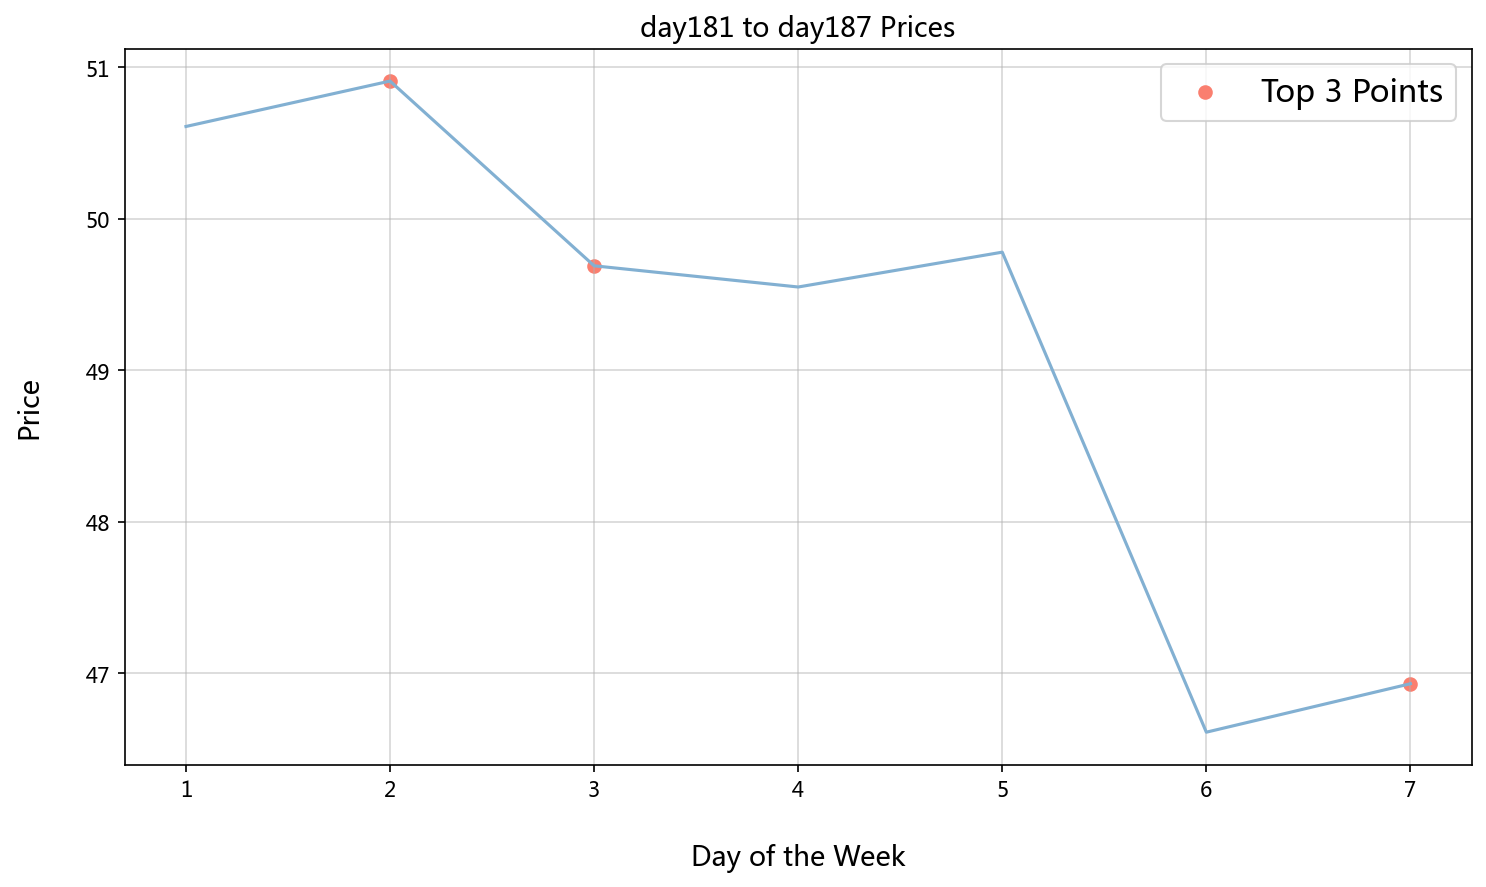 day181 to day187 Prices
Top 3 Points
51
50
49
48
47
Price
1 2 3 4 5 6 7
Day of the Week